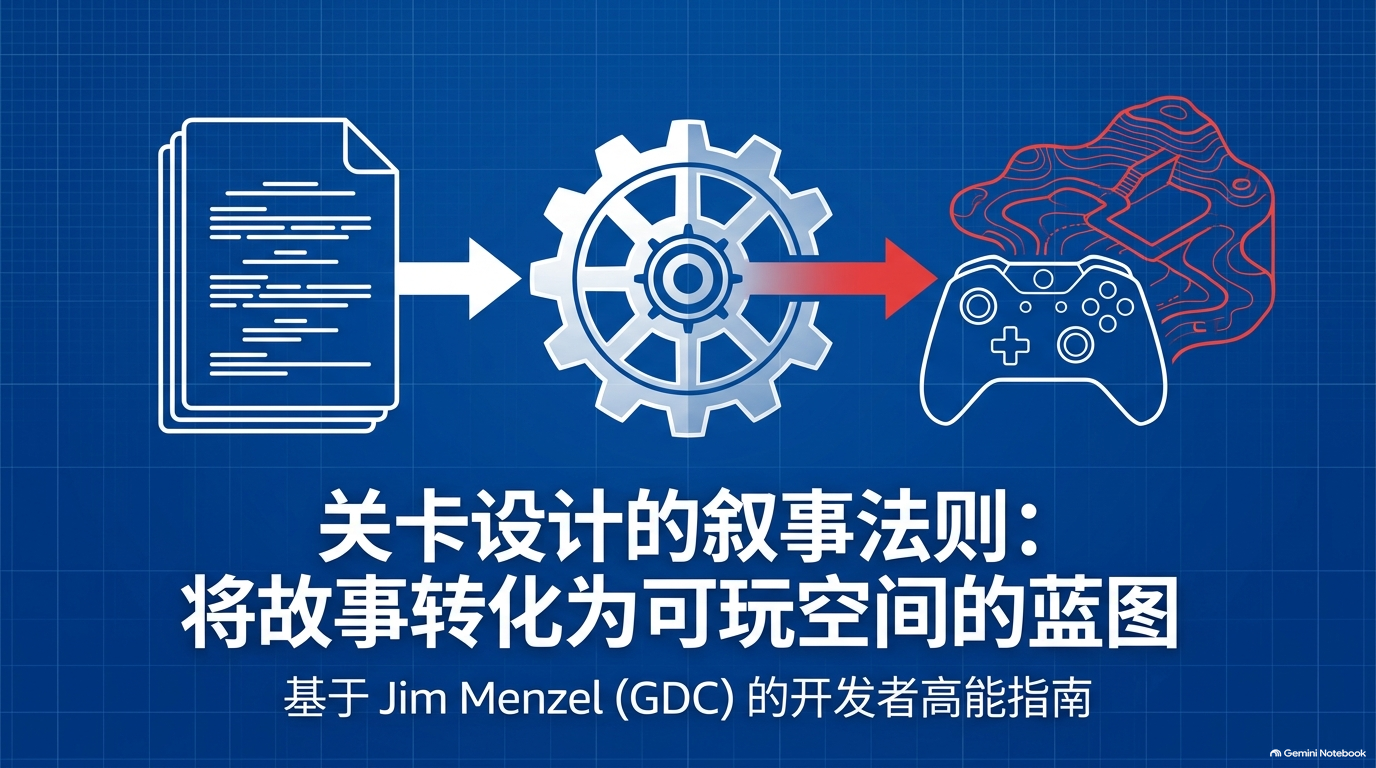 关卡设计的叙事法则：
将故事转化为可玩空间的蓝图
基于 Jim Menzel (GDC) 的开发者高能指南
Gemini Notebook